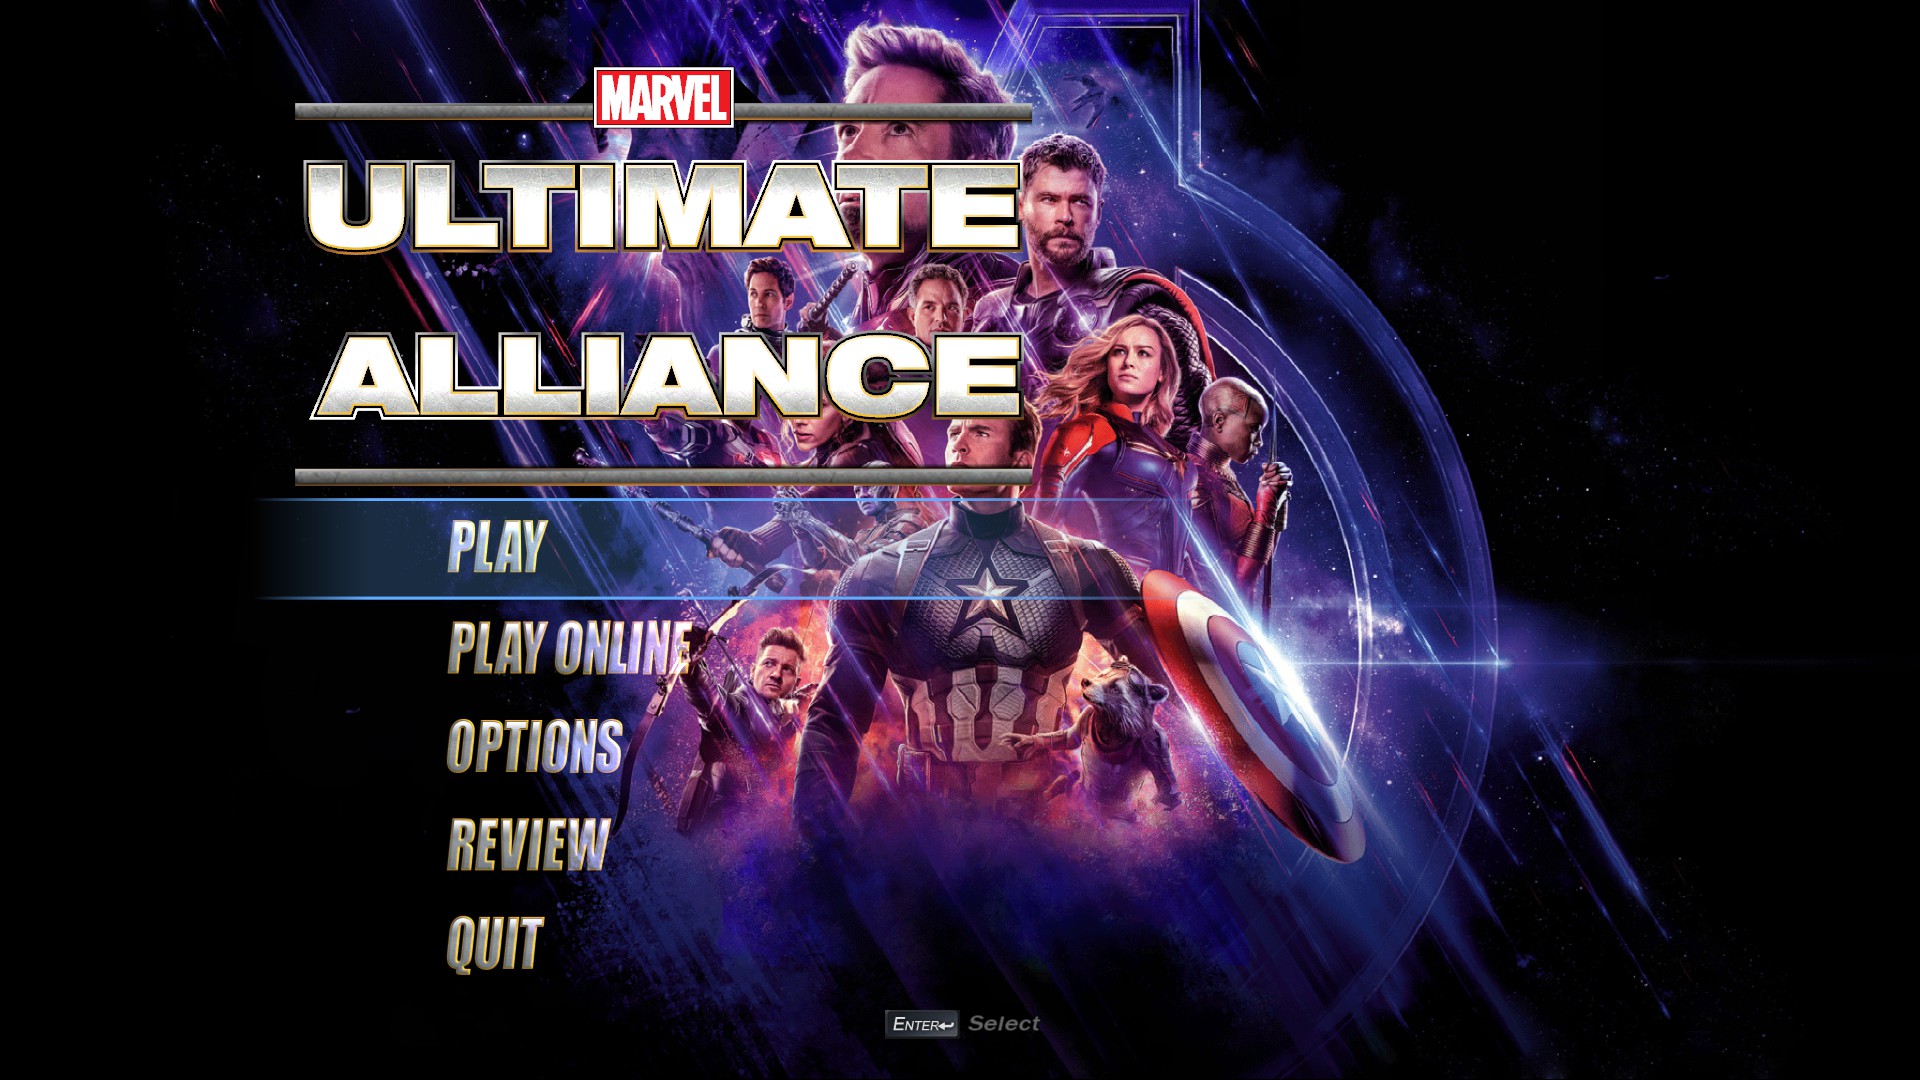 MARVEL
ULTIMATE
ALLIANCE
PLAY
PLAY ONLINE
OPTIONS
REVIEW
QUIT
ENTER Select